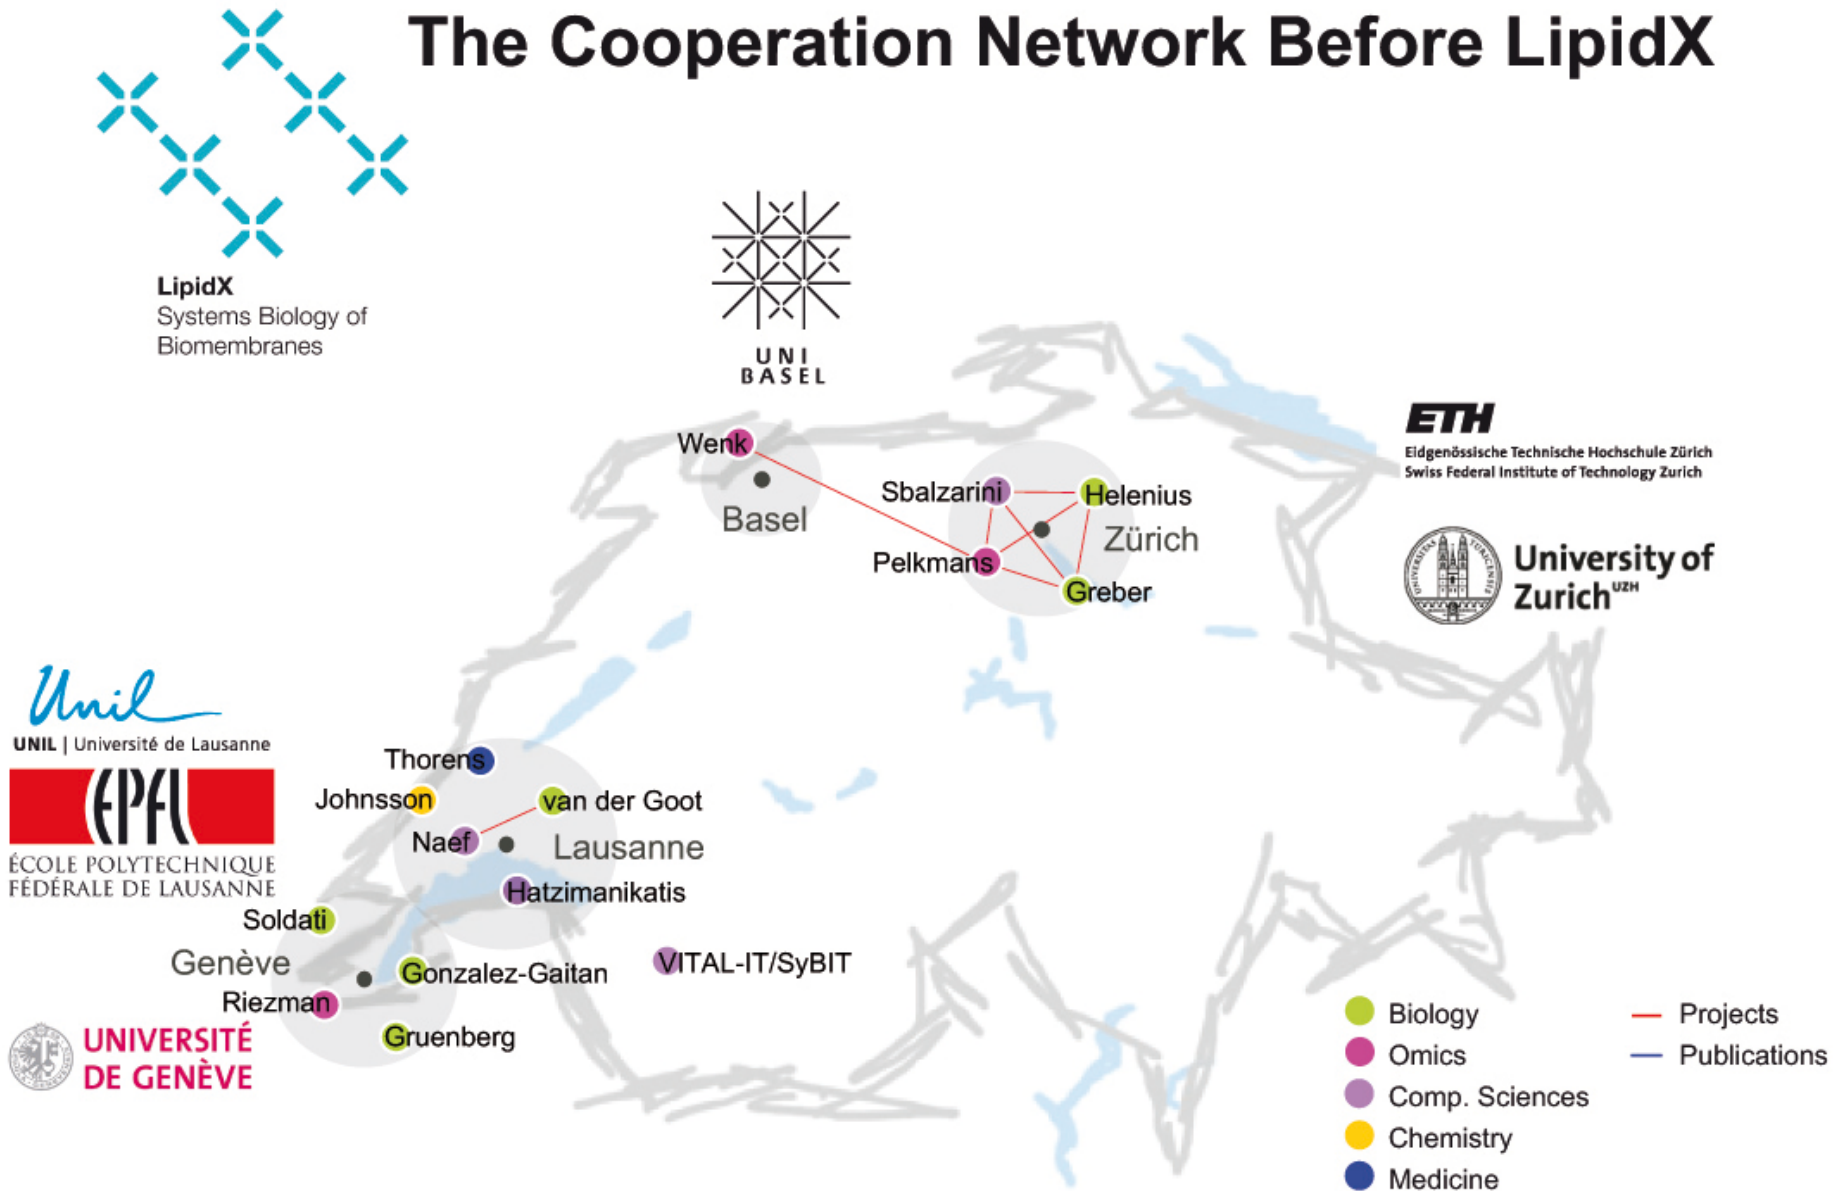 The Cooperation Network Before LipidX
LipidX
Systems Biology of
Biomembranes
UNI
BASEL
ETH
Eidgenössische Technische Hochschule Zürich
Swiss Federal Institute of Technology Zurich
Wenk
Basel
Sbalzarini
Helenius
Zürich
Pelkmans
Greber
University of
Zurich UZH
Unil
UNIL | Université de Lausanne
EPFL
ÉCOLE POLYTECHNIQUE
FÉDÉRALE DE LAUSANNE
Thorens
Johnsson
van der Goot
Naef
Lausanne
Hatzimanikatis
Soldati
Genève
Gonzalez-Gaitan
VITAL-IT/SyBIT
Riezman
Gruenberg
UNIVERSITÉ
DE GENÈVE
Biology
Omics
Comp. Sciences
Chemistry
Medicine
Projects
Publications